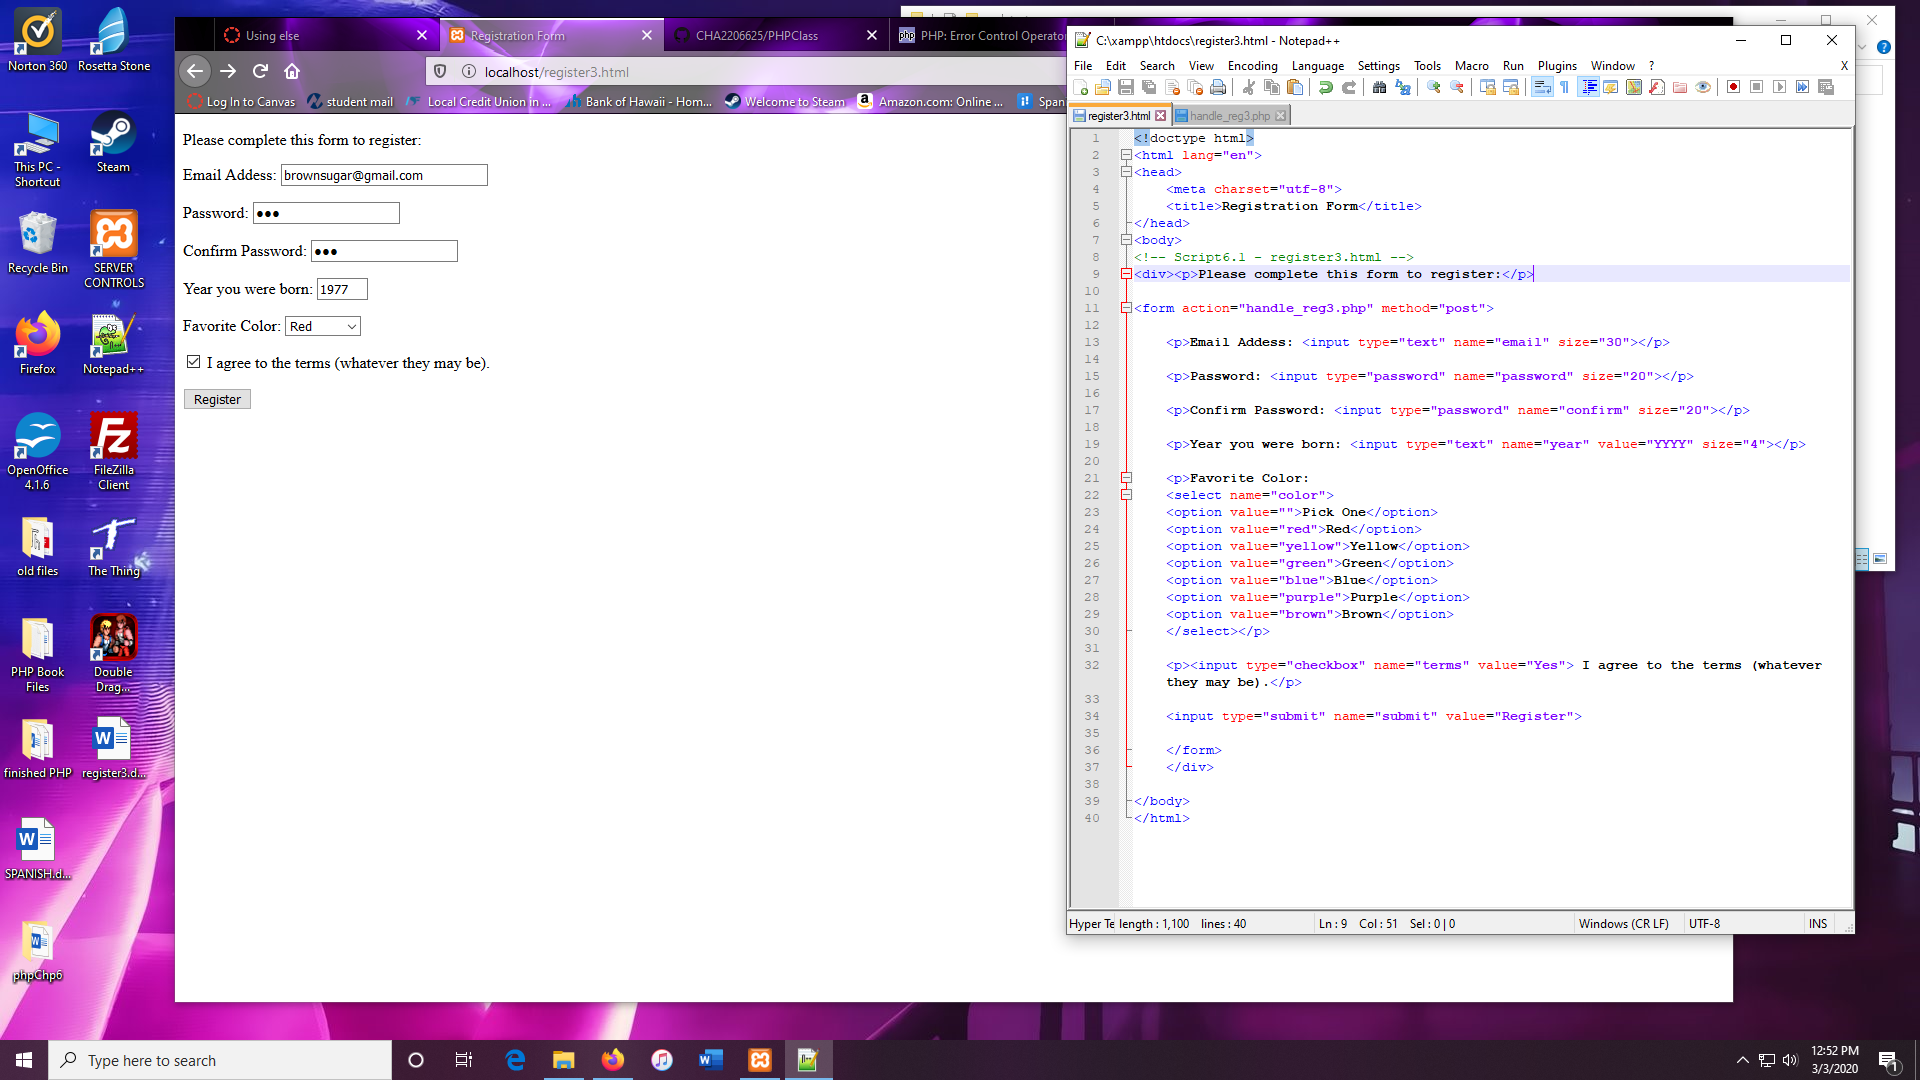 Norton 360
Rosetta Stone
This PC -
Shortcut
Steam
Recycle Bin
SERVER
CONTROLS
Firefox
Notepad++
OpenOffice
4.1.6
FileZilla
Client
old files
The Thing
PHP Book
Files
Double
Drag...
finished PHP
register3.d...
SPANISH.d...
phpChp6
Using else
Registration Form
CHA2206625/PHPClass
PHP: Error Control Operator
localhost/register3.html
Log In to Canvas
student mail
Local Credit Union in ...
Bank of Hawaii - Hom...
Welcome to Steam
Amazon.com: Online ...
Span
Please complete this form to register:
Email Addess: brownsugar@gmail.com
Password: ●●●
Confirm Password: ●●●
Year you were born: 1977
Favorite Color: Red
I agree to the terms (whatever they may be).
Register
C:\xampp\htdocs\register3.html - Notepad++
File Edit Search View Encoding Language Settings Tools Macro Run Plugins Window ? X
register3.html
handle_reg3.php
1 <!doctype html>
2 <html lang="en">
3 <head>
4 <meta charset="utf-8">
5 <title>Registration Form</title>
6 </head>
7 <body>
8 <!-- Script6.1 - register3.html -->
9 <div><p>Please complete this form to register:</p>
10
11 <form action="handle_reg3.php" method="post">
12
13 <p>Email Addess: <input type="text" name="email" size="30"></p>
14
15 <p>Password: <input type="password" name="password" size="20"></p>
16
17 <p>Confirm Password: <input type="password" name="confirm" size="20"></p>
18
19 <p>Year you were born: <input type="text" name="year" value="YYYY" size="4"></p>
20
21 <p>Favorite Color:
22 <select name="color">
23 <option value="">Pick One</option>
24 <option value="red">Red</option>
25 <option value="yellow">Yellow</option>
26 <option value="green">Green</option>
27 <option value="blue">Blue</option>
28 <option value="purple">Purple</option>
29 <option value="brown">Brown</option>
30 </select></p>
31
32 <p><input type="checkbox" name="terms" value="Yes"> I agree to the terms (whatever
they may be).</p>
33
34 <input type="submit" name="submit" value="Register">
35
36 </form>
37 </div>
38
39 </body>
40 </html>
Hyper Te length : 1,100 lines : 40 Ln : 9 Col : 51 Sel : 0 | 0 Windows (CR LF) UTF-8 INS
Type here to search
12:52 PM
3/3/2020
1